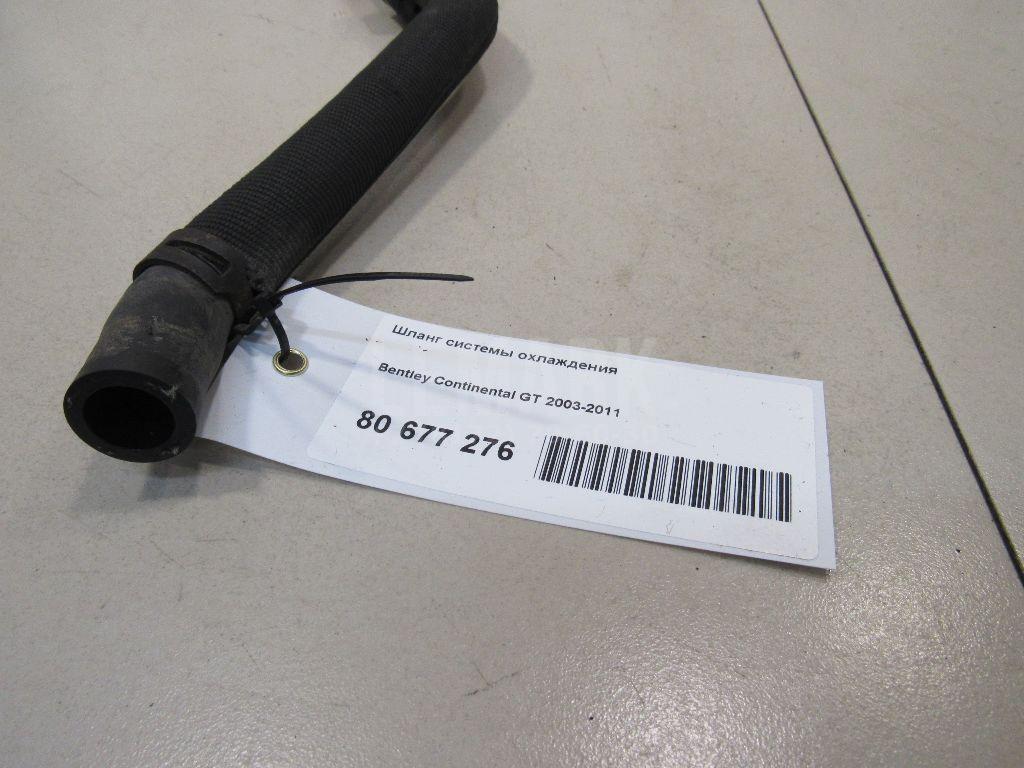 Шланг системы охлаждения
Bentley Continental GT 2003-2011
80 677 276